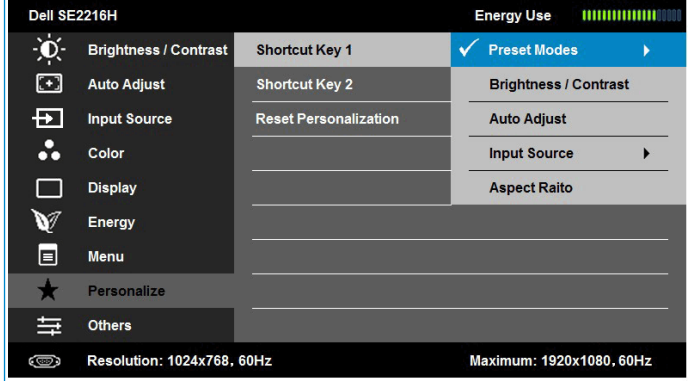 Dell SE2216H Energy Use
Brightness / Contrast Shortcut Key 1 Preset Modes
Auto Adjust Shortcut Key 2 Brightness / Contrast
Input Source Reset Personalization Auto Adjust
Color Input Source
Display Aspect Raito
Energy
Menu
Personalize
Others
Resolution: 1024x768, 60Hz Maximum: 1920x1080, 60Hz